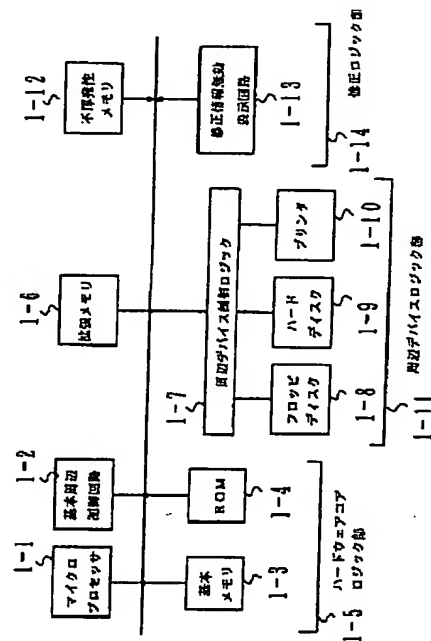 1-1
マイクロ
プロセッサ
1-2
基本周辺
制御回路
1-3
基本
メモリ
1-4
ROM
1-5
ハードウェアコア
ロジック部
1-6
拡張メモリ
1-7
周辺デバイス制御ロジック
1-8
フロッピ
ディスク
1-9
ハード
ディスク
1-10
プリンタ
1-11
周辺デバイスロジック部
1-12
不揮発性
メモリ
1-13
修正情報無効
表示回路
1-14
修正ロジック部